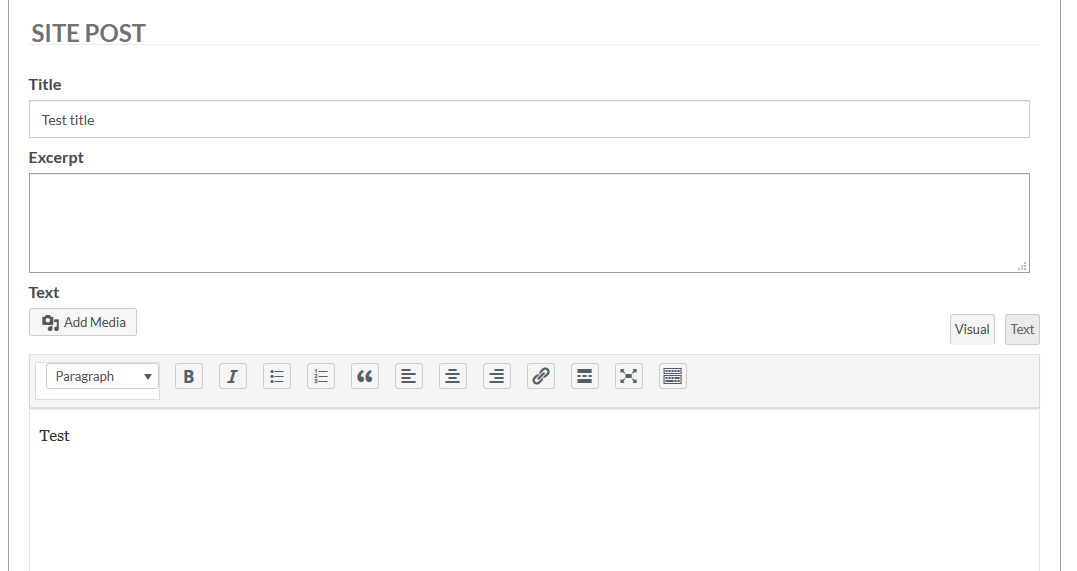 SITE POST
Title
Test title
Excerpt
Text
Add Media
Visual Text
Paragraph B I
Test